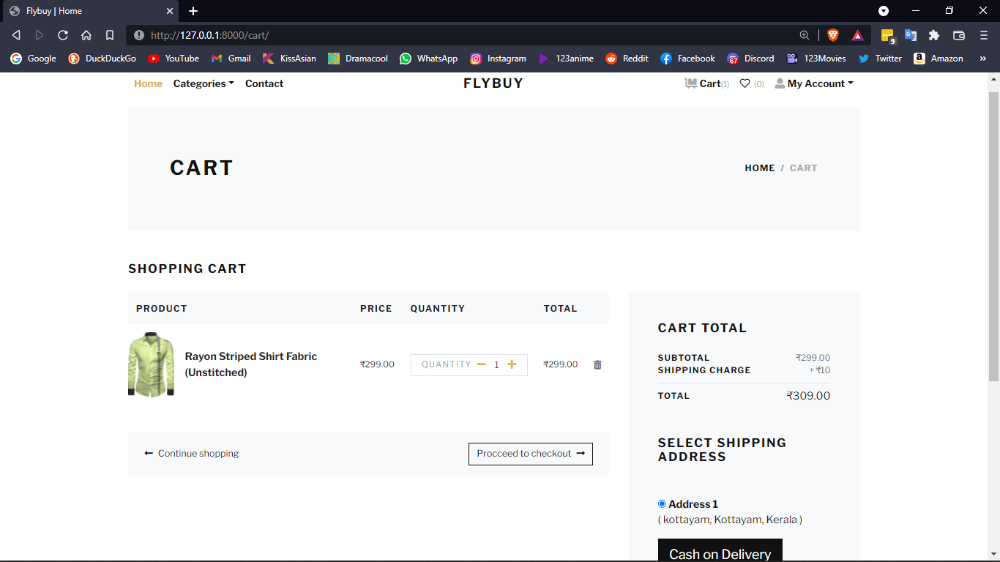 Flybuy | Home
http://127.0.0.1:8000/cart/
9
Google DuckDuckGo YouTube Gmail KissAsian Dramacool WhatsApp Instagram 123anime Reddit Facebook 67 Discord 123Movies Twitter Amazon »
Home Categories Contact FLYBUY Cart(1) (0) My Account
CART
HOME / CART
SHOPPING CART
PRODUCT PRICE QUANTITY TOTAL
Rayon Striped Shirt Fabric
(Unstitched)
₹299.00 QUANTITY 1 ₹299.00
Continue shopping Procceed to checkout
CART TOTAL
SUBTOTAL ₹299.00
SHIPPING CHARGE + ₹10
TOTAL ₹309.00
SELECT SHIPPING
ADDRESS
Address 1
( kottayam, Kottayam, Kerala )
Cash on Delivery